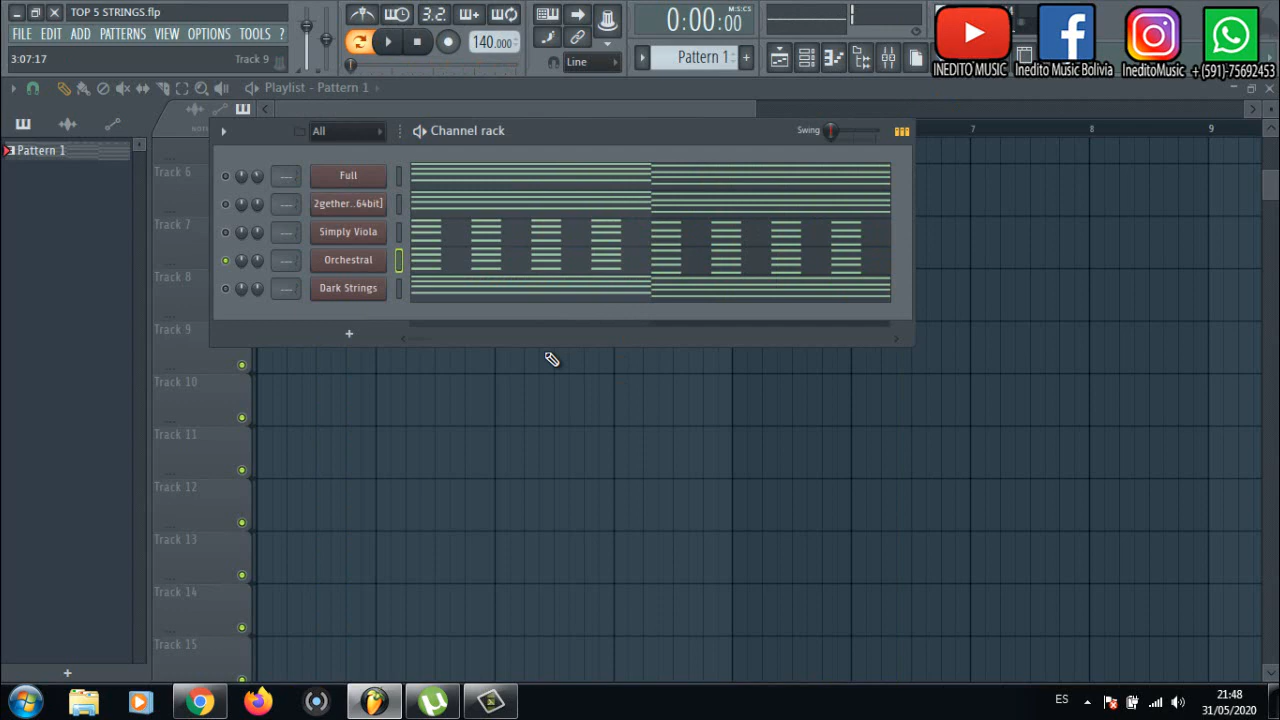 TOP 5 STRINGS.flp
FILE EDIT ADD PATTERNS VIEW OPTIONS TOOLS ?
3:07:17 Track 9
3.2
140.000
0:00:00
M:S:CS
Line
Pattern 1
INEDITO MUSIC
Inedito Music Bolivia
IneditoMusic
+ (591)-75692453
Playlist - Pattern 1
Pattern 1
All
Channel rack
Swing
7
8
9
Full
2gether..64bit]
Simply Viola
Orchestral
Dark Strings
Track 6
Track 7
Track 8
Track 9
Track 10
Track 11
Track 12
Track 13
Track 14
Track 15
ES
21:48
31/05/2020